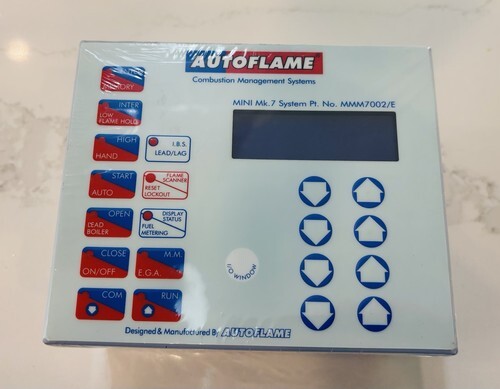 AUTOFLAME
Combustion Management Systems
MINI Mk.7 System Pt. No. MMM7002/E
INTER
LOW
FLAME HOLD
HIGH
HAND
I.B.S.
LEAD/LAG
START
AUTO
FLAME
SCANNER
RESET
LOCKOUT
OPEN
LEAD
BOILER
DISPLAY
STATUS
FUEL
METERING
CLOSE
ON/OFF
M.M.
E.G.A.
I/O WINDOW
COM
RUN
Designed & Manufactured By AUTOFLAME